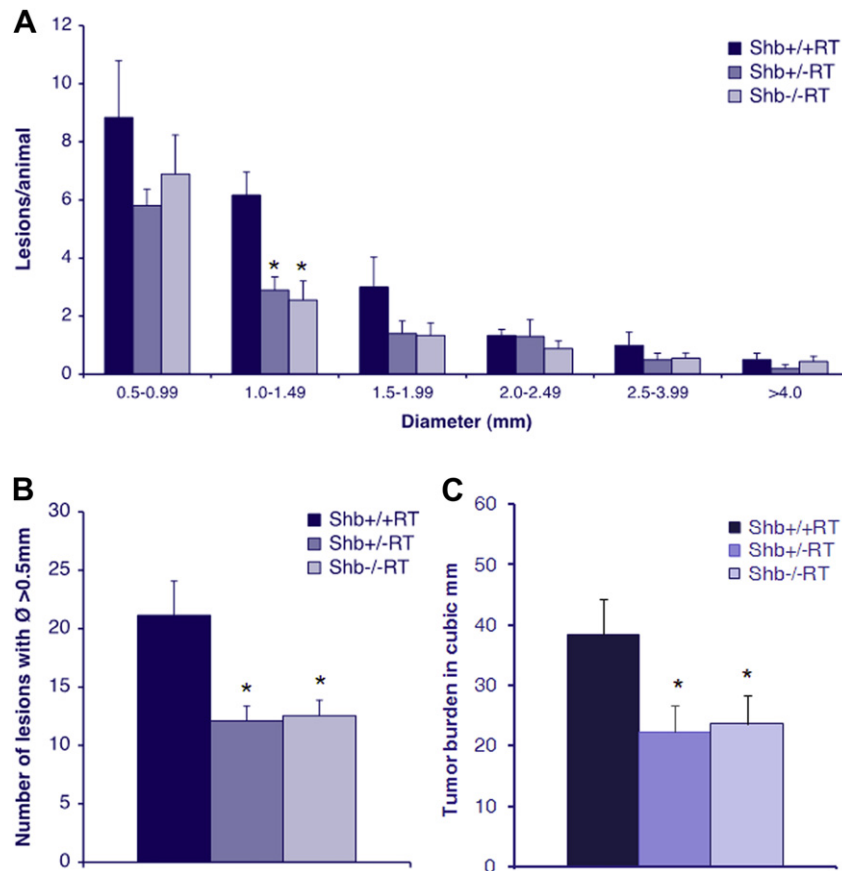 A
12
10
8
6
4
2
0
Lesions/animal
Shb+/+RT
Shb+/-RT
Shb-/-RT
* *
0.5-0.99 1.0-1.49 1.5-1.99 2.0-2.49 2.5-3.99 >4.0
Diameter (mm)
B
30
25
20
15
10
5
0
Number of lesions with Ø >0.5mm
Shb+/+RT
Shb+/-RT
Shb-/-RT
* *
C
60
50
40
30
20
10
0
Tumor burden in cubic mm
Shb+/+RT
Shb+/-RT
Shb-/-RT
* *